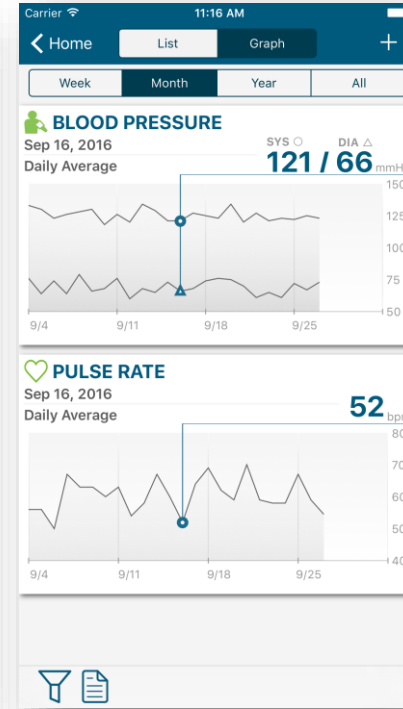 Carrier 11:16 AM
Home List Graph +
Week Month Year All
BLOOD PRESSURE
Sep 16, 2016 SYS DIA
Daily Average 121 / 66 mmH
150
125
100
75
50
9/4 9/11 9/18 9/25
PULSE RATE
Sep 16, 2016
Daily Average 52 bpm
80
70
60
50
40
9/4 9/11 9/18 9/25